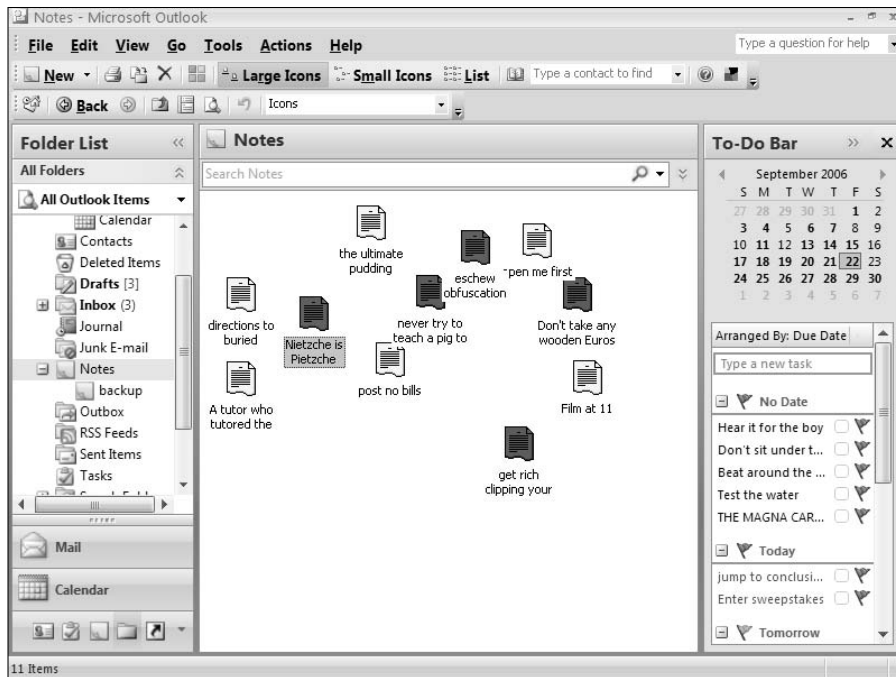 Notes - Microsoft Outlook
File Edit View Go Tools Actions Help
Type a question for help
New Large Icons Small Icons List Type a contact to find
Back Icons
Folder List
All Folders
All Outlook Items
Calendar
Contacts
Deleted Items
Drafts [3]
Inbox (3)
Journal
Junk E-mail
Notes
backup
Outbox
RSS Feeds
Sent Items
Tasks
Mail
Calendar
Notes
Search Notes
the ultimate
pudding
eschew
obfuscation
pen me first
directions to
buried
Nietzche is
Pietzche
never try to
teach a pig to
Don't take any
wooden Euros
A tutor who
tutored the
post no bills
Film at 11
get rich
clipping your
To-Do Bar
September 2006
S M T W T F S
27 28 29 30 31 1 2
3 4 5 6 7 8 9
10 11 12 13 14 15 16
17 18 19 20 21 22 23
24 25 26 27 28 29 30
1 2 3 4 5 6 7
Arranged By: Due Date
Type a new task
No Date
Hear it for the boy
Don't sit under t...
Beat around the ...
Test the water
THE MAGNA CAR...
Today
jump to conclusi...
Enter sweepstakes
Tomorrow
11 Items